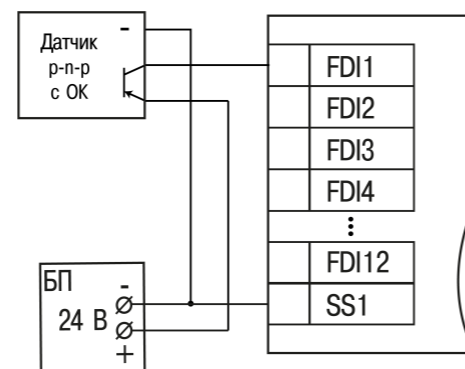 Датчик
p-n-p
с ОК
-
FDI1
FDI2
FDI3
FDI4
FDI12
SS1
БП
24 В
-
+